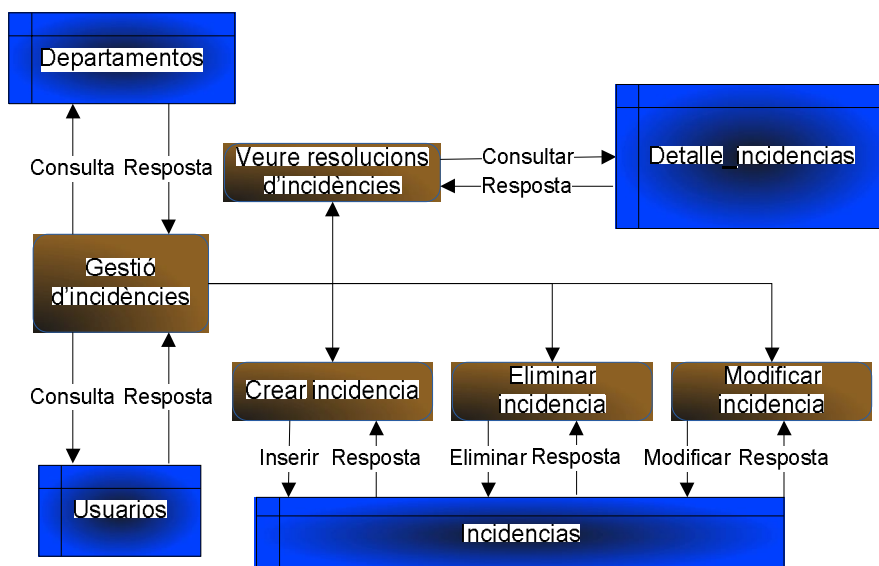 Departamentos
Consulta Resposta
Veure resolucions
d'incidències
Consultar
Resposta
Detalle_incidencias
Gestió
d'incidències
Consulta Resposta
Crear incidencia
Eliminar
incidencia
Modificar
incidencia
Inserir Resposta
Eliminar Resposta
Modificar Resposta
Usuarios
Incidencias